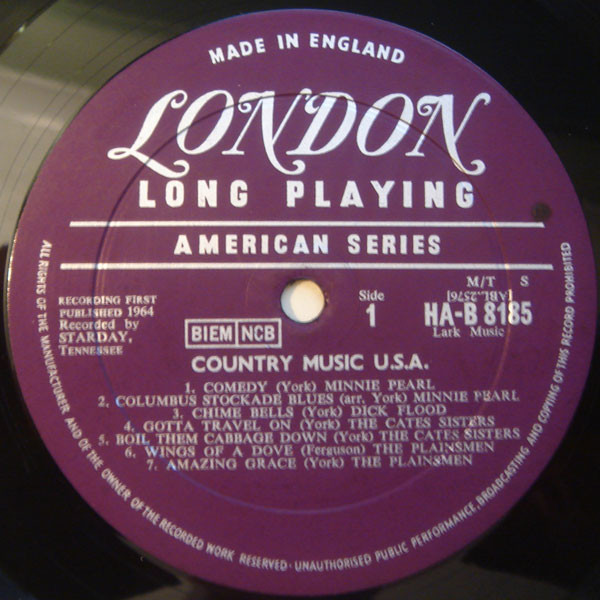 MADE IN ENGLAND
LONDON
LONG PLAYING
AMERICAN SERIES
RECORDING FIRST
PUBLISHED 1964
Recorded by
STARDAY,
TENNESSEE
BIEM NCB
Side
1
M/T S
[ABL.2576]
HA-B 8185
Lark Music
COUNTRY MUSIC U.S.A.
1. COMEDY (York) MINNIE PEARL
2. COLUMBUS STOCKADE BLUES (arr. York) MINNIE PEARL
3. CHIME BELLS (York) DICK FLOOD
4. GOTTA TRAVEL ON (York) THE CATES SISTERS
5. BOIL THEM CABBAGE DOWN (York) THE CATES SISTERS
6. WINGS OF A DOVE (Ferguson) THE PLAINSMEN
7. AMAZING GRACE (York) THE PLAINSMEN
ALL RIGHTS OF THE MANUFACTURER AND OF THE OWNER OF THE RECORDED WORK RESERVED · UNAUTHORISED PUBLIC PERFORMANCE, BROADCASTING AND COPYING OF THIS RECORD PROHIBITED